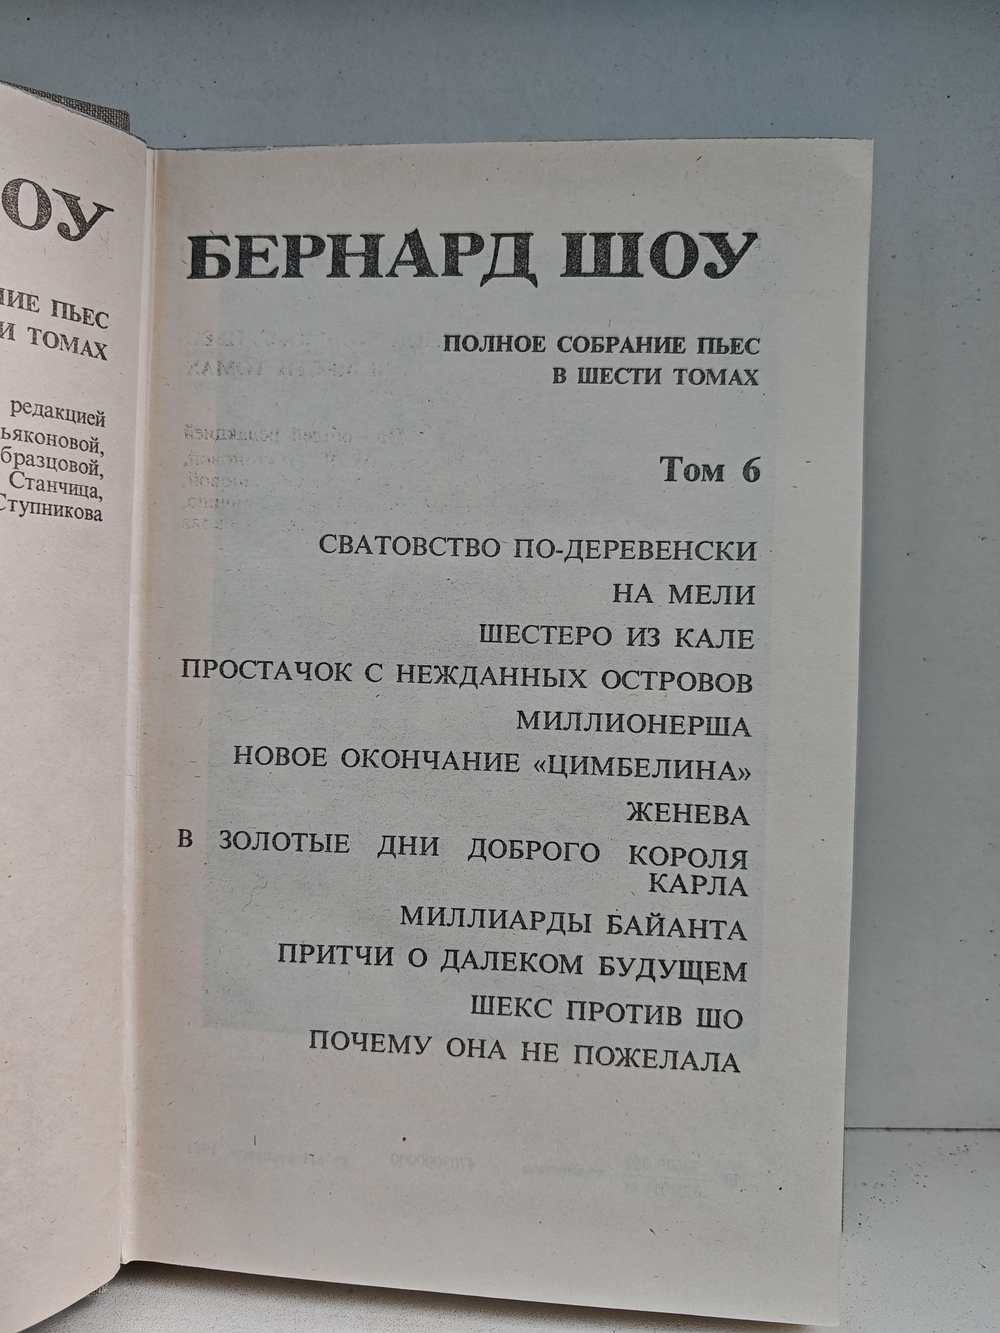 ОУ
ИЕ ПЬЕС
И ТОМАХ
редакцией
ьяконовой,
бразцовой,
Станчица,
Ступникова
БЕРНАРД ШОУ
ПОЛНОЕ СОБРАНИЕ ПЬЕС
В ШЕСТИ ТОМАХ
Том 6
СВАТОВСТВО ПО-ДЕРЕВЕНСКИ
НА МЕЛИ
ШЕСТЕРО ИЗ КАЛЕ
ПРОСТАЧОК С НЕЖДАННЫХ ОСТРОВОВ
МИЛЛИОНЕРША
НОВОЕ ОКОНЧАНИЕ «ЦИМБЕЛИНА»
ЖЕНЕВА
В ЗОЛОТЫЕ ДНИ ДОБРОГО КОРОЛЯ
КАРЛА
МИЛЛИАРДЫ БАЙАНТА
ПРИТЧИ О ДАЛЕКОМ БУДУЩЕМ
ШЕКС ПРОТИВ ШО
ПОЧЕМУ ОНА НЕ ПОЖЕЛАЛА